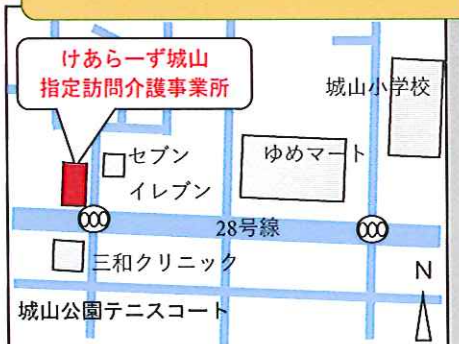 けあらーず城山
指定訪問介護事業所
城山小学校
セブン
イレブン
ゆめマート
28号線
三和クリニック
N
城山公園テニスコート